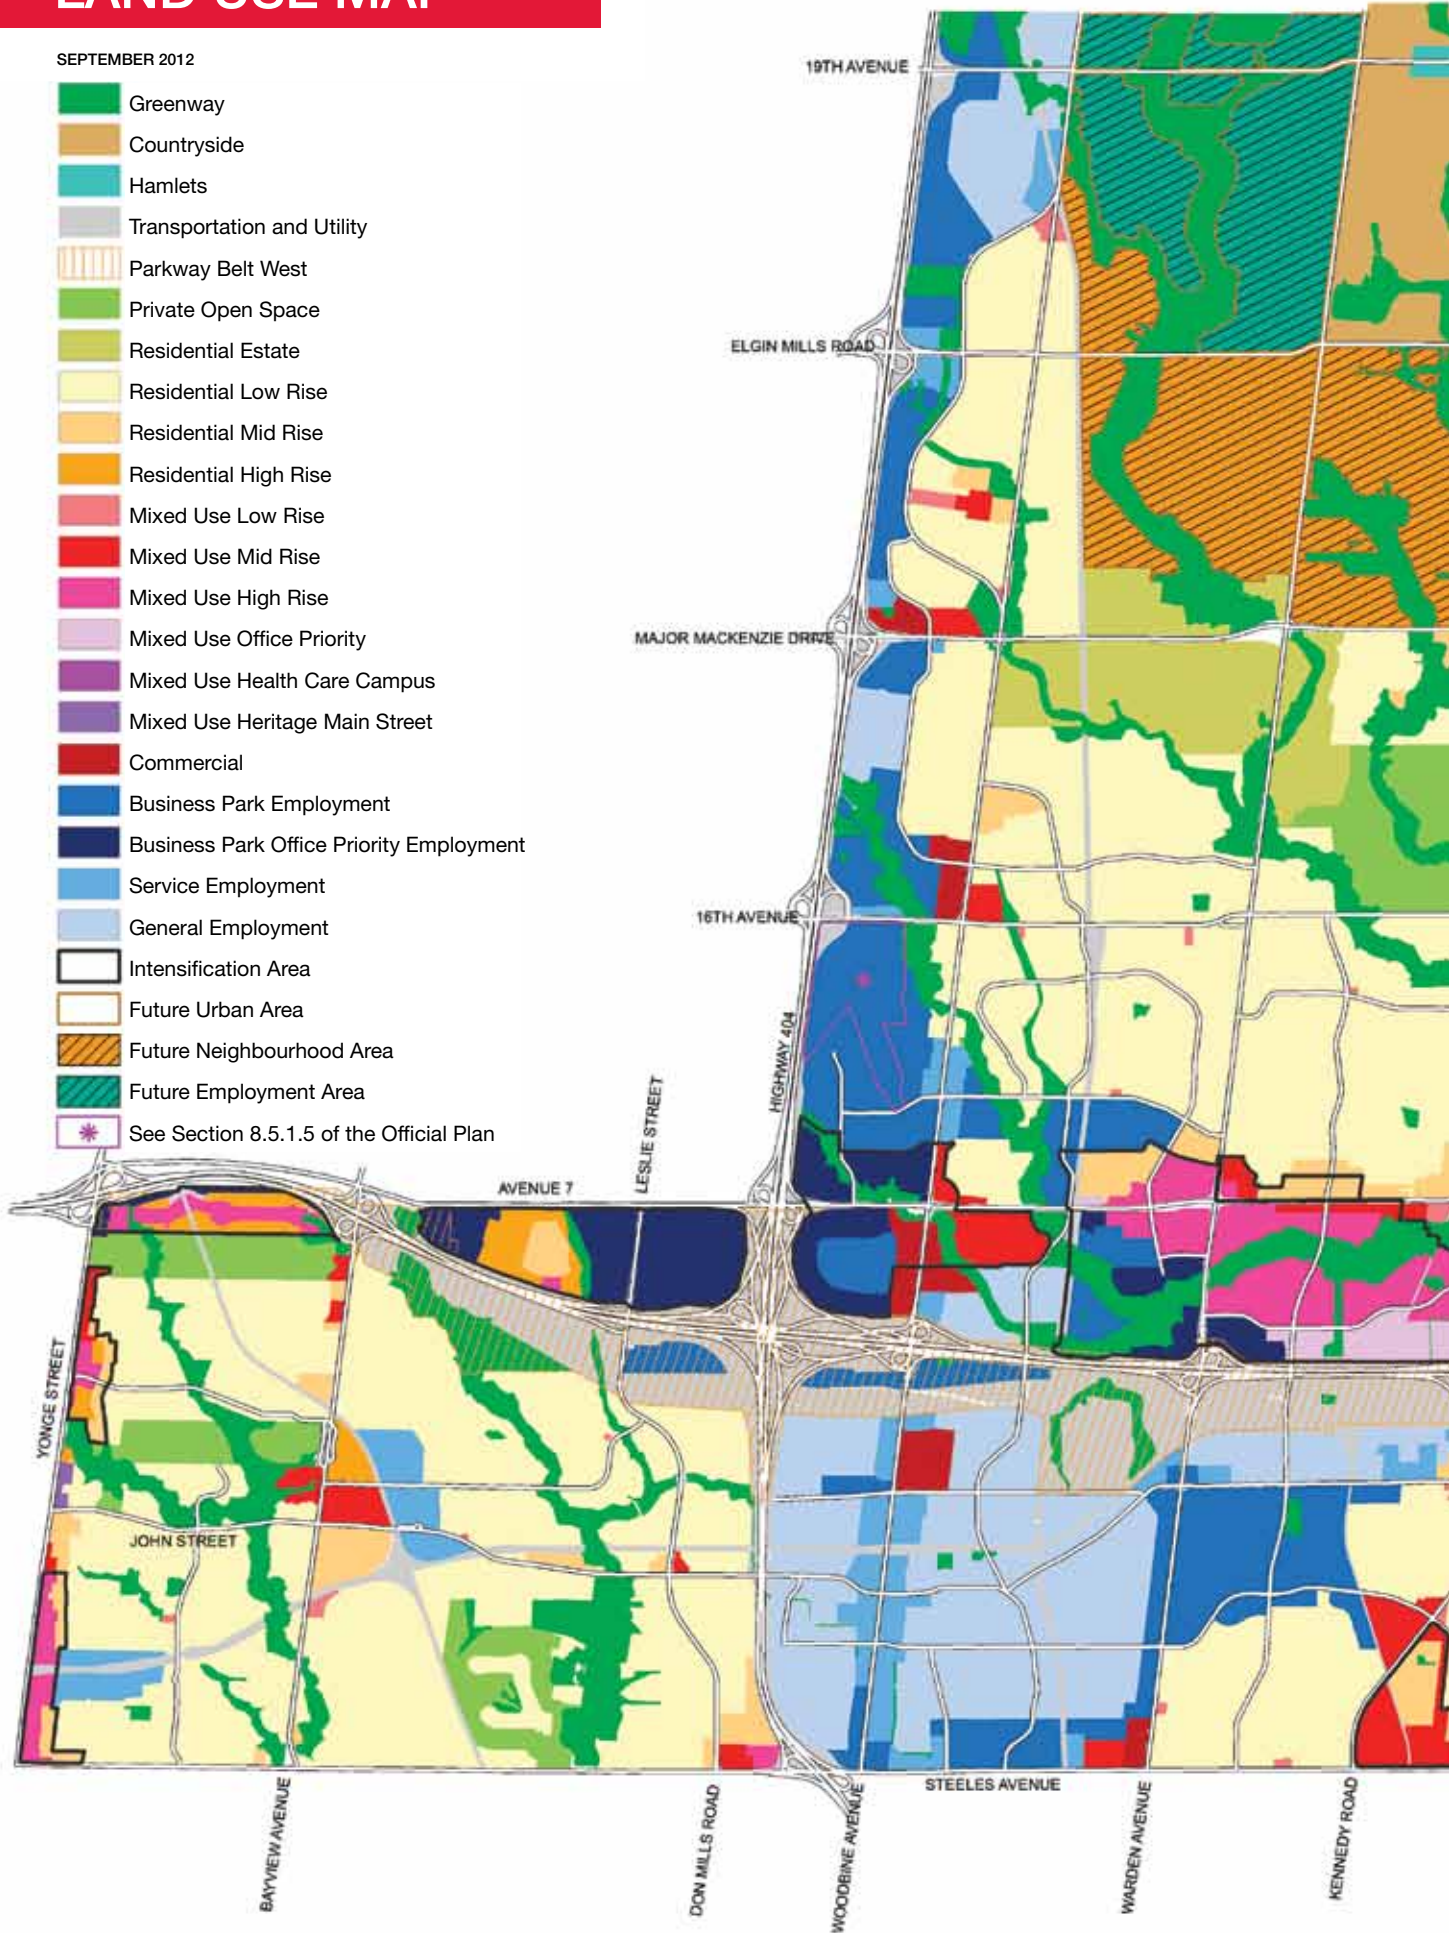 LAND USE MAP
SEPTEMBER 2012
Greenway
Countryside
Hamlets
Transportation and Utility
Parkway Belt West
Private Open Space
Residential Estate
Residential Low Rise
Residential Mid Rise
Residential High Rise
Mixed Use Low Rise
Mixed Use Mid Rise
Mixed Use High Rise
Mixed Use Office Priority
Mixed Use Health Care Campus
Mixed Use Heritage Main Street
Commercial
Business Park Employment
Business Park Office Priority Employment
Service Employment
General Employment
Intensification Area
Future Urban Area
Future Neighbourhood Area
Future Employment Area
See Section 8.5.1.5 of the Official Plan
19TH AVENUE
ELGIN MILLS ROAD
MAJOR MACKENZIE DRIVE
16TH AVENUE
HIGHWAY 404
LESLIE STREET
AVENUE 7
YONGE STREET
JOHN STREET
STEELES AVENUE
BAYVIEW AVENUE
DON MILLS ROAD
WOODBINE AVENUE
WARDEN AVENUE
KENNEDY ROAD